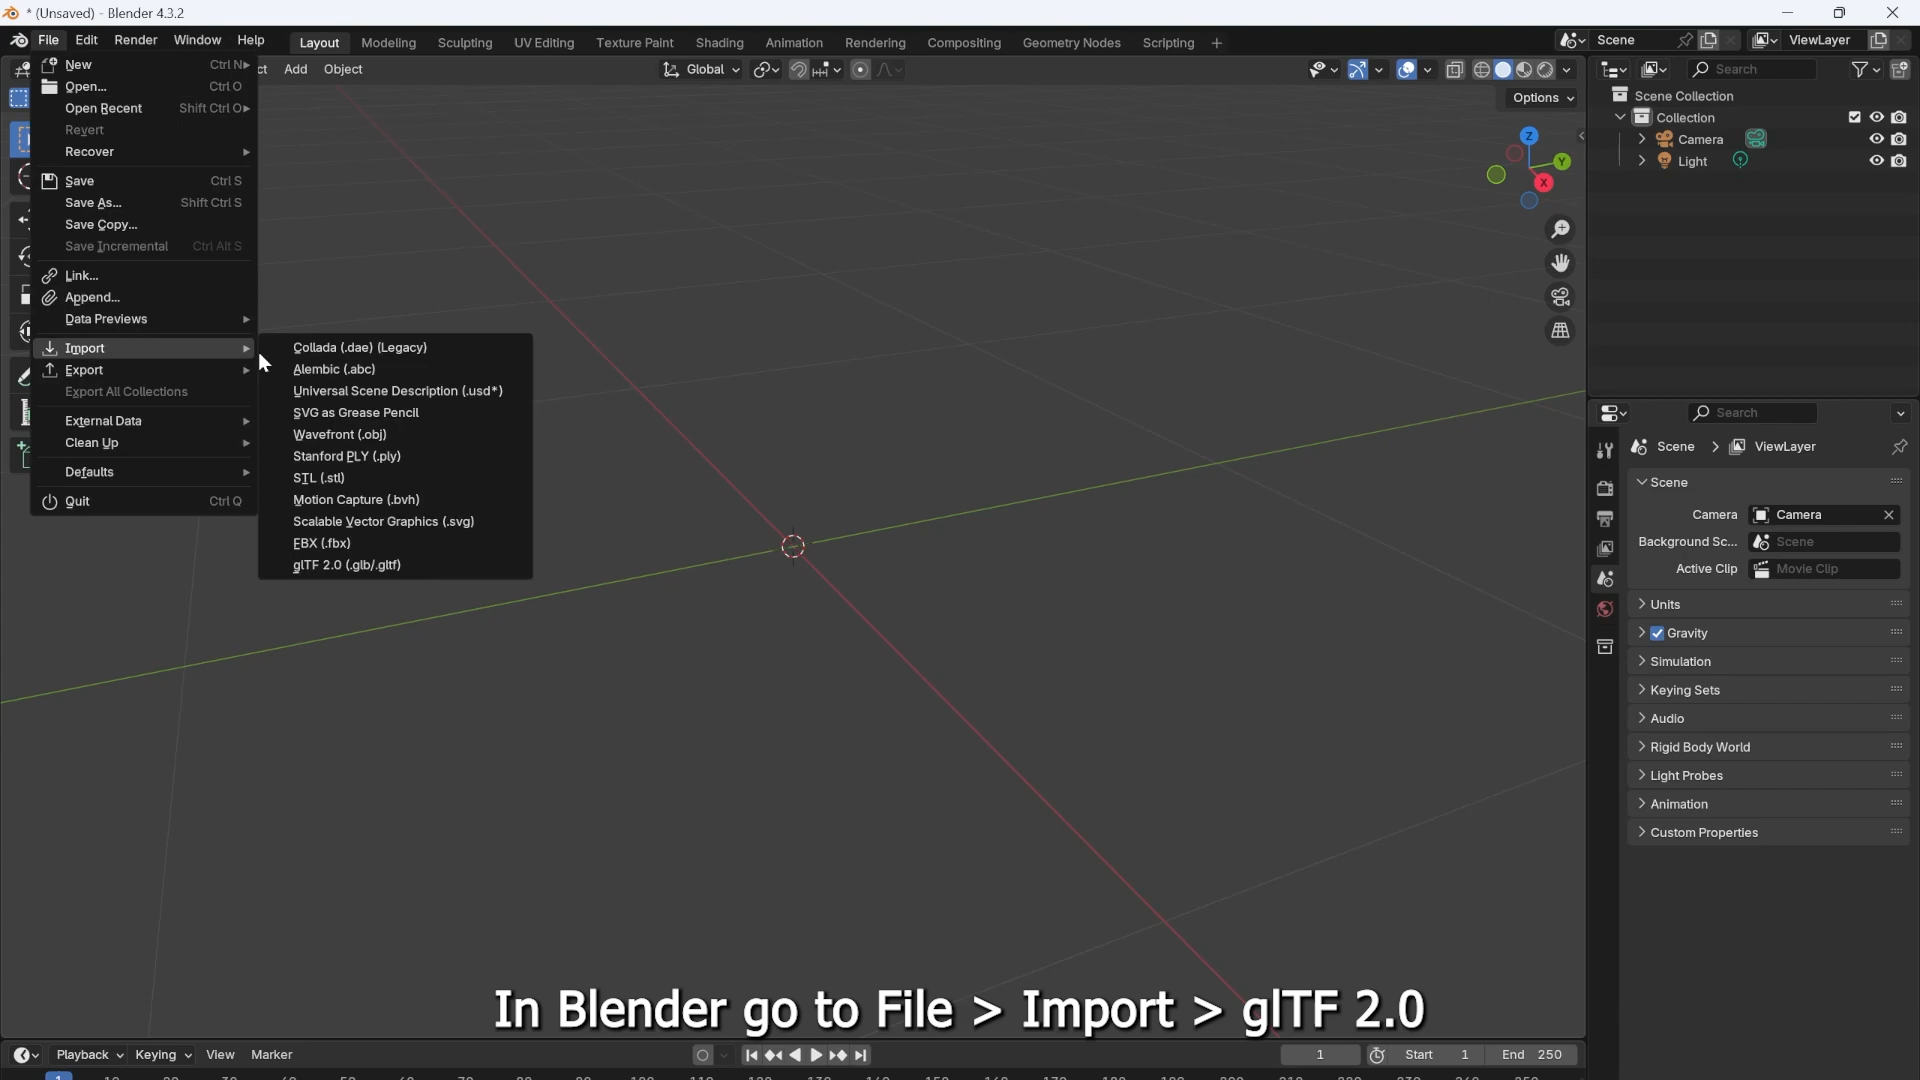 * (Unsaved) - Blender 4.3.2
File Edit Render Window Help Layout Modeling Sculpting UV Editing Texture Paint Shading Animation Rendering Compositing Geometry Nodes Scripting + Scene ViewLayer
ct Add Object Global Search
Options
New Ctrl N
Open... Ctrl O
Open Recent Shift Ctrl O
Revert
Recover
Save Ctrl S
Save As... Shift Ctrl S
Save Copy...
Save Incremental Ctrl Alt S
Link...
Append...
Data Previews
Import
Export
Export All Collections
External Data
Clean Up
Defaults
Quit Ctrl Q
Collada (.dae) (Legacy)
Alembic (.abc)
Universal Scene Description (.usd*)
SVG as Grease Pencil
Wavefront (.obj)
Stanford PLY (.ply)
STL (.stl)
Motion Capture (.bvh)
Scalable Vector Graphics (.svg)
FBX (.fbx)
glTF 2.0 (.glb/.gltf)
Z
Y
X
Scene Collection
Collection
Camera
Light
Search
Scene > ViewLayer
Scene
Camera Camera
Background Sc... Scene
Active Clip Movie Clip
Units
Gravity
Simulation
Keying Sets
Audio
Rigid Body World
Light Probes
Animation
Custom Properties
In Blender go to File > Import > glTF 2.0
Playback Keying View Marker 1 Start 1 End 250
1